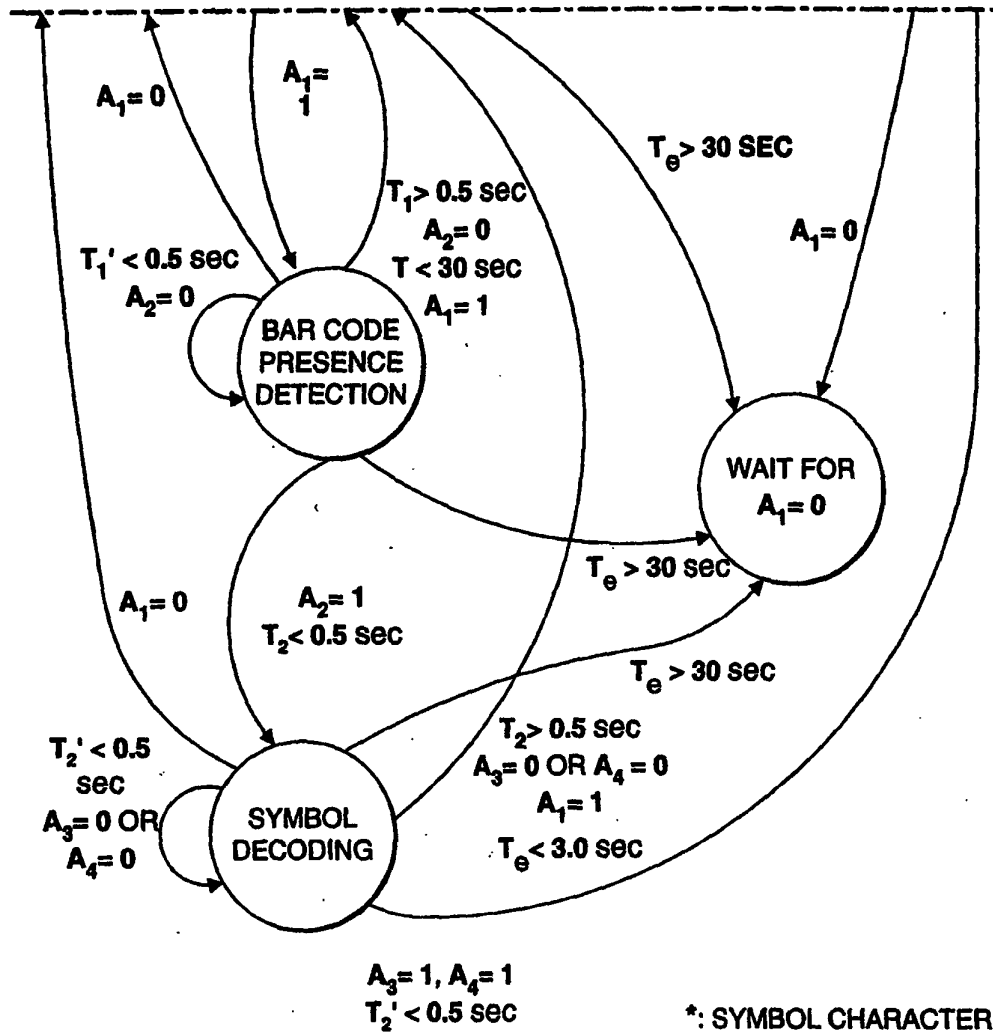 A₁= 0
A₁=
1
Tₑ> 30 SEC
A₁= 0
T₁> 0.5 sec
A₂= 0
T < 30 sec
A₁= 1
T₁' < 0.5 sec
A₂= 0
BAR CODE
PRESENCE
DETECTION
WAIT FOR
A₁= 0
Tₑ > 30 sec
A₁= 0
A₂= 1
T₂< 0.5 sec
Tₑ > 30 sec
T₂' < 0.5
sec
A₃= 0 OR
A₄= 0
SYMBOL
DECODING
T₂> 0.5 sec
A₃= 0 OR A₄= 0
A₁= 1
Tₑ< 3.0 sec
A₃= 1, A₄= 1
T₂' < 0.5 sec
*: SYMBOL CHARACTER